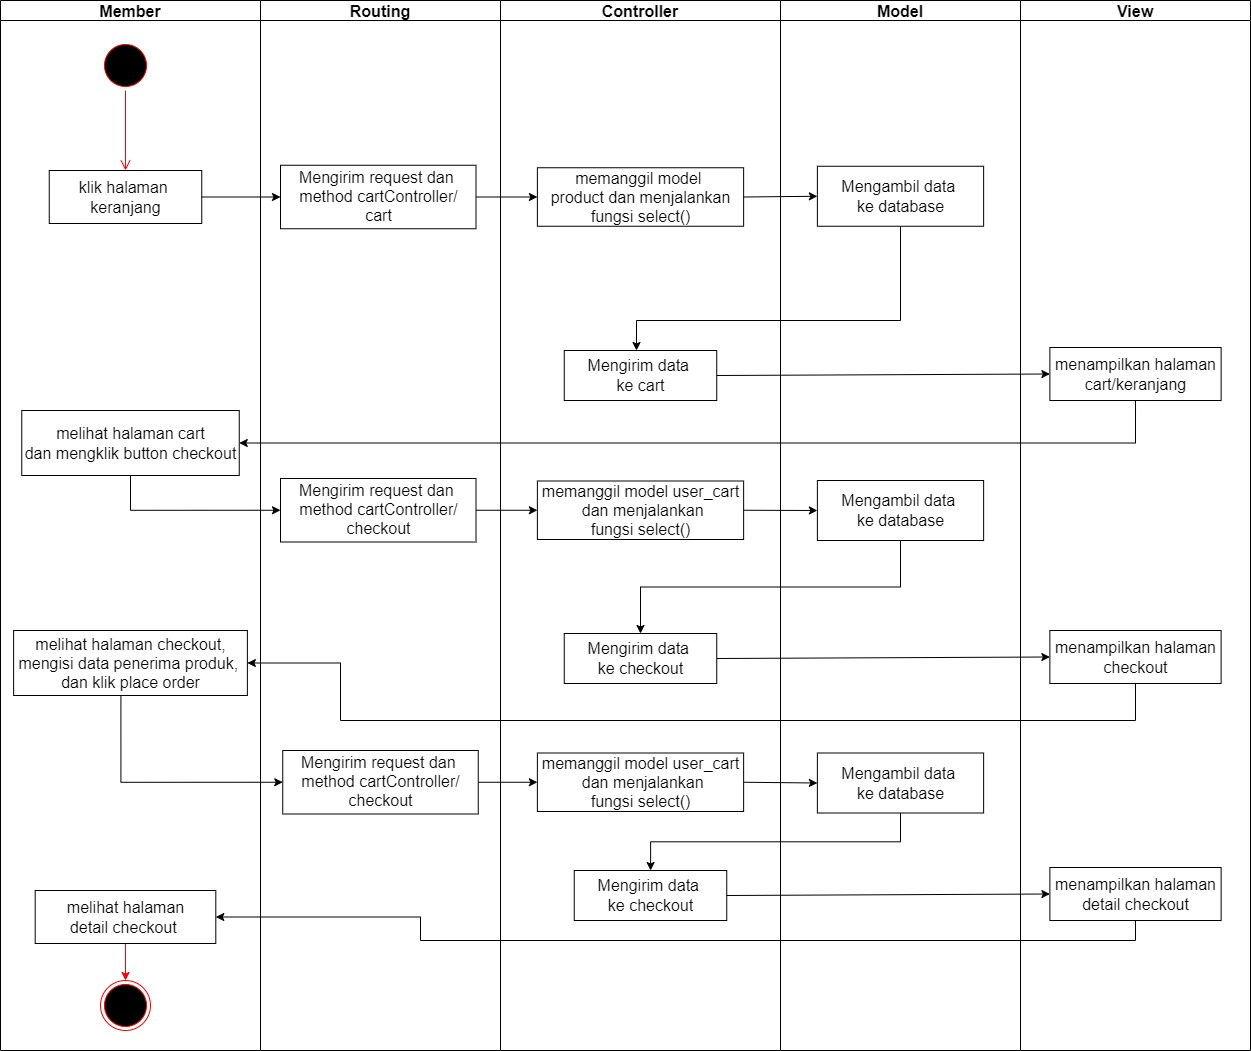 Member
Routing
Controller
Model
View
klik halaman
keranjang
Mengirim request dan
method cartController/
cart
memanggil model
product dan menjalankan
fungsi select()
Mengambil data
ke database
Mengirim data
ke cart
menampilkan halaman
cart/keranjang
melihat halaman cart
dan mengklik button checkout
Mengirim request dan
method cartController/
checkout
memanggil model user_cart
dan menjalankan
fungsi select()
Mengambil data
ke database
Mengirim data
ke checkout
menampilkan halaman
checkout
melihat halaman checkout,
mengisi data penerima produk,
dan klik place order
Mengirim request dan
method cartController/
checkout
memanggil model user_cart
dan menjalankan
fungsi select()
Mengambil data
ke database
Mengirim data
ke checkout
menampilkan halaman
detail checkout
melihat halaman
detail checkout